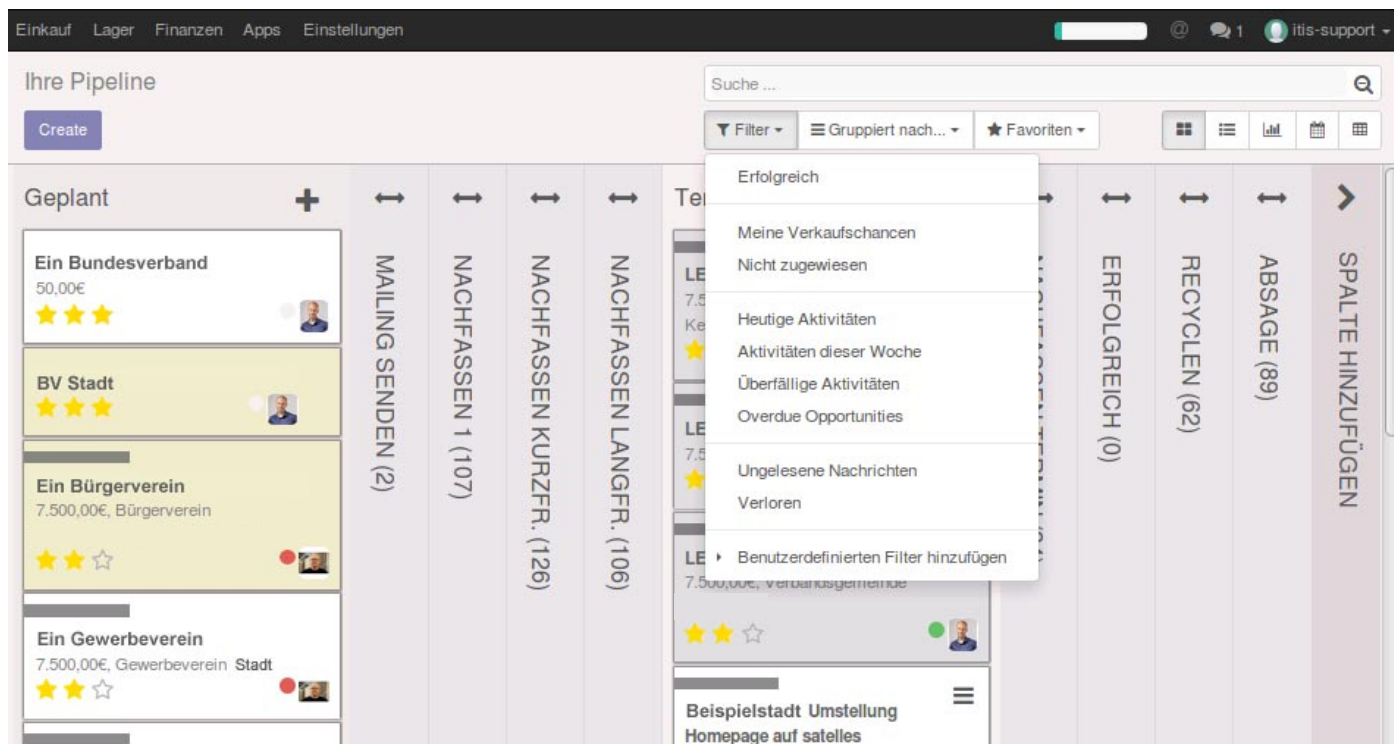 Einkauf Lager Finanzen Apps Einstellungen
@ 1 itis-support
Ihre Pipeline
Suche ...
Create
Filter Gruppiert nach... Favoriten
Erfolgreich
Meine Verkaufschancen
Nicht zugewiesen
Heutige Aktivitäten
Aktivitäten dieser Woche
Überfällige Aktivitäten
Overdue Opportunities
Ungelesene Nachrichten
Verloren
Benutzerdefinierten Filter hinzufügen
Geplant
Ein Bundesverband
50,00€
BV Stadt
Ein Bürgerverein
7.500,00€, Bürgerverein
Ein Gewerbeverein
7.500,00€, Gewerbeverein Stadt
MAILING SENDEN (2)
NACHFASSEN 1 (107)
NACHFASSEN KURZFR. (126)
NACHFASSEN LANGFR. (106)
7.500,00€, Verbandsgemeinde
Beispielstadt Umstellung
Homepage auf satelles
ERFOLGREICH (0)
RECYCLEN (62)
ABSAGE (89)
SPALTE HINZUFÜGEN